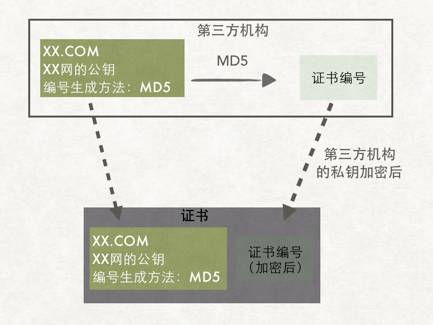 第三方机构
XX.COM
XX网的公钥
编号生成方法：MD5
MD5
证书编号
第三方机构
的私钥加密后
证书
XX.COM
XX网的公钥
编号生成方法：MD5
证书编号
（加密后）